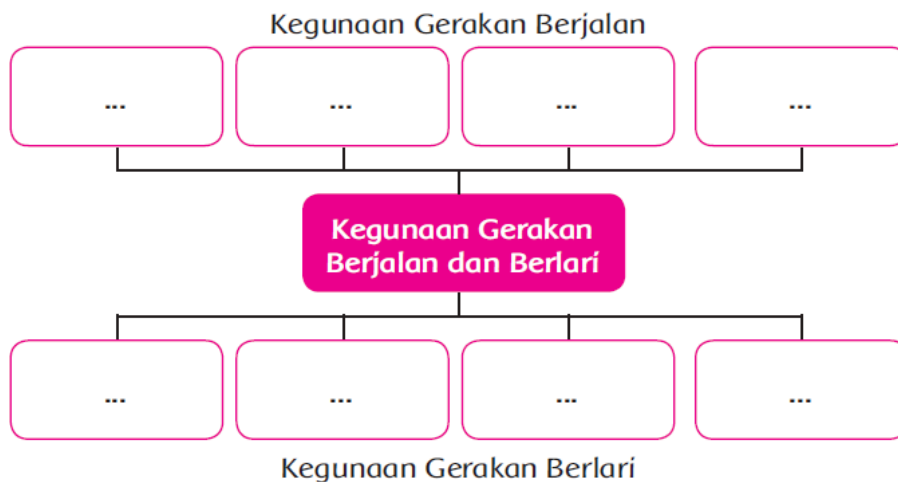 Kegunaan Gerakan Berjalan
... ... ... ...
Kegunaan Gerakan
Berjalan dan Berlari
... ... ... ...
Kegunaan Gerakan Berlari